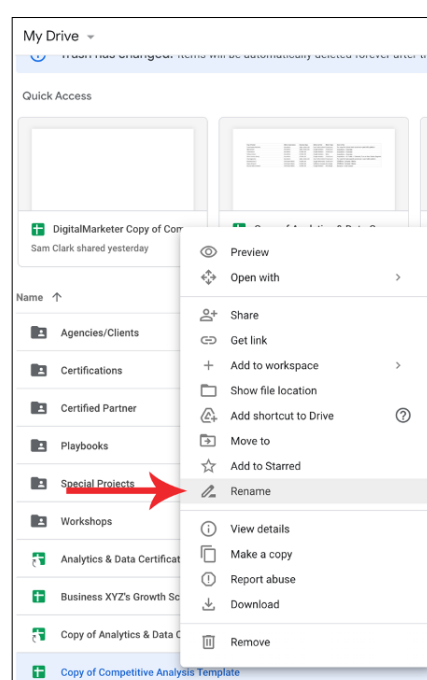 My Drive
Trash has changed. Items will be automatically deleted forever after
Quick Access
DigitalMarketer Copy of Com
Sam Clark shared yesterday
Copy of Analytics & Data C
Name
Agencies/Clients
Certifications
Certified Partner
Playbooks
Special Projects
Workshops
Analytics & Data Certificat
Business XYZ's Growth Sc
Copy of Analytics & Data C
Copy of Competitive Analysis Template
Preview
Open with
Share
Get link
Add to workspace
Show file location
Add shortcut to Drive
Move to
Add to Starred
Rename
View details
Make a copy
Report abuse
Download
Remove